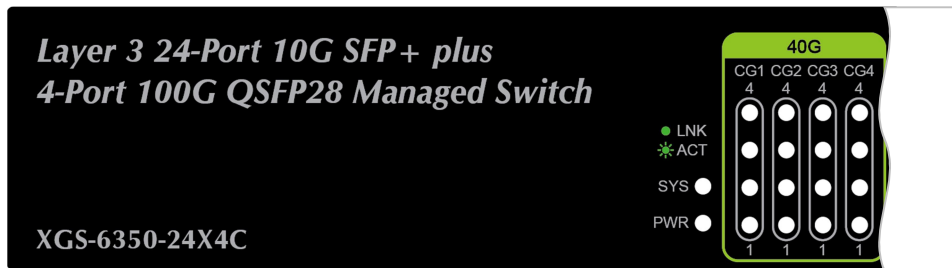 Layer 3 24-Port 10G SFP+ plus
4-Port 100G QSFP28 Managed Switch
40G
CG1 CG2 CG3 CG4
4 4 4 4
LNK
ACT
SYS
PWR
1 1 1 1
XGS-6350-24X4C